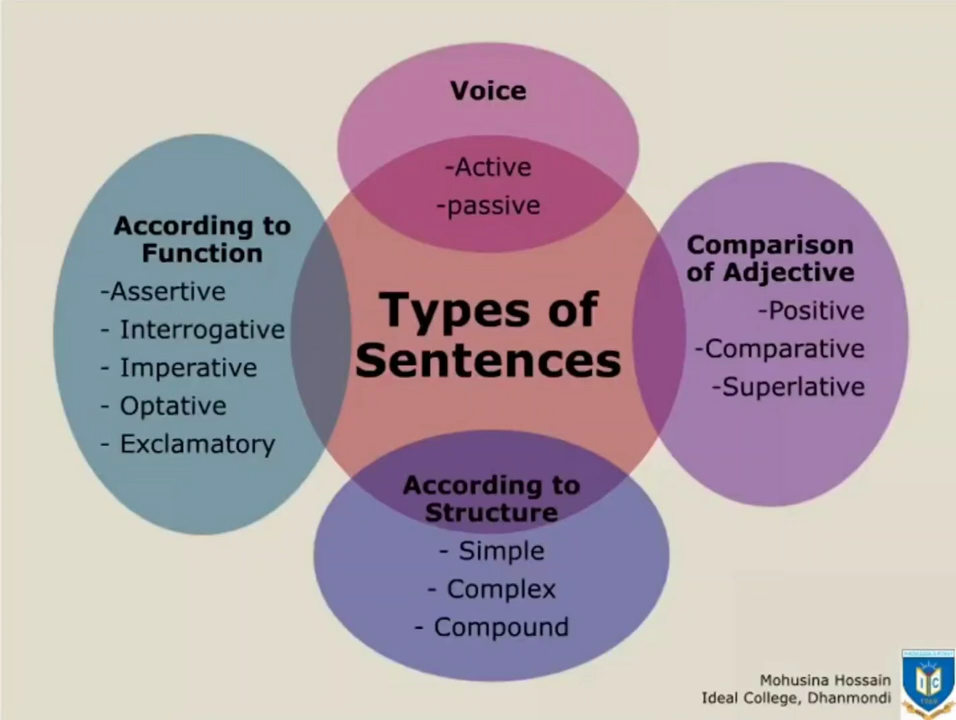 Voice
-Active
-passive
According to
Function
-Assertive
- Interrogative
- Imperative
- Optative
- Exclamatory
Types of
Sentences
Comparison
of Adjective
-Positive
-Comparative
-Superlative
According to
Structure
- Simple
- Complex
- Compound
Mohusina Hossain
Ideal College, Dhanmondi
I C